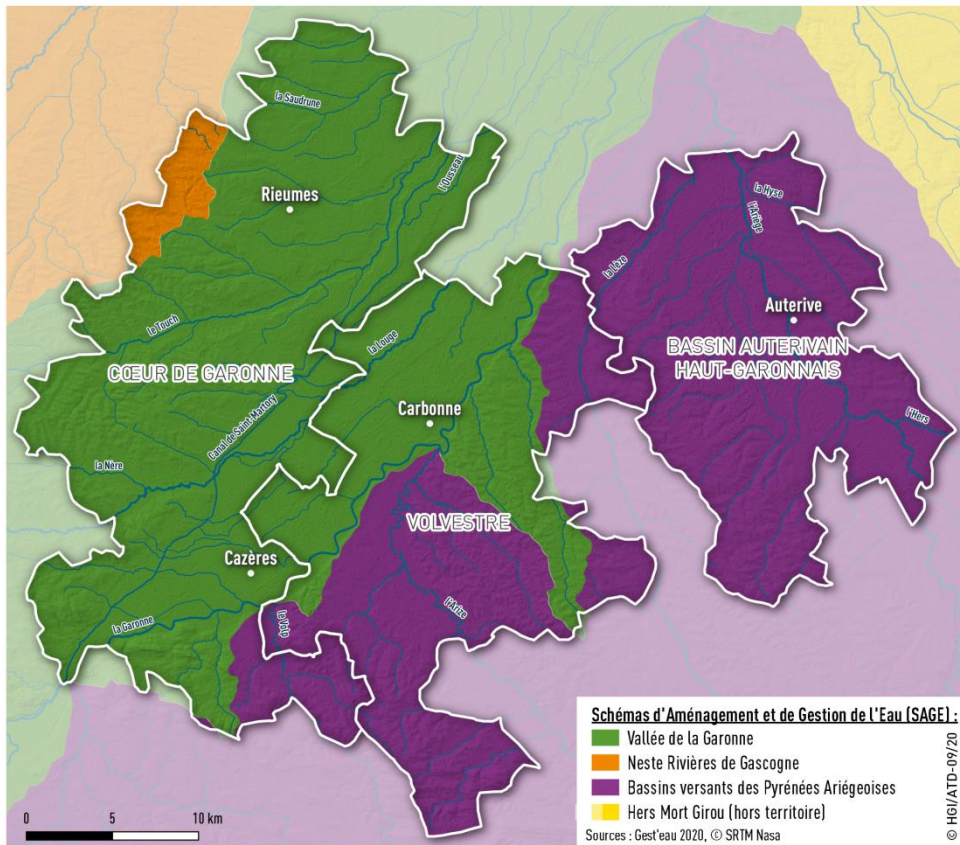 la Saudrune
Rieumes
l'Ousseau
la Hyse
l'Ariège
la Lèze
Auterive
le Touch
la Louge
BASSIN AUTERIVAIN
HAUT-GARONNAIS
CŒUR DE GARONNE
Canal de Saint-Martory
Carbonne
l'Hers
la Nère
VOLVESTRE
Cazères
l'Arize
la Garonne
le Volp
Schémas d'Aménagement et de Gestion de l'Eau (SAGE) :
Vallée de la Garonne
Neste Rivières de Gascogne
Bassins versants des Pyrénées Ariégeoises
Hers Mort Girou (hors territoire)
Sources : Gest'eau 2020, © SRTM Nasa
© HGI/ATD-09/20
0 5 10 km